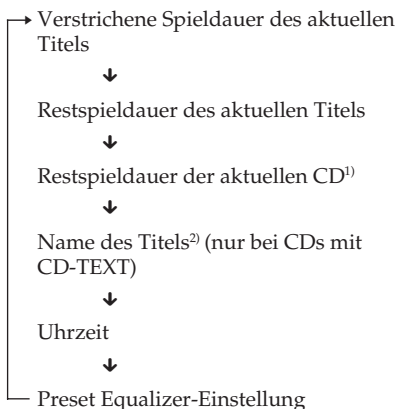 Verstrichene Spieldauer des aktuellen
Titels
Restspieldauer des aktuellen Titels
Restspieldauer der aktuellen CD1)
Name des Titels2) (nur bei CDs mit
CD-TEXT)
Uhrzeit
Preset Equalizer-Einstellung